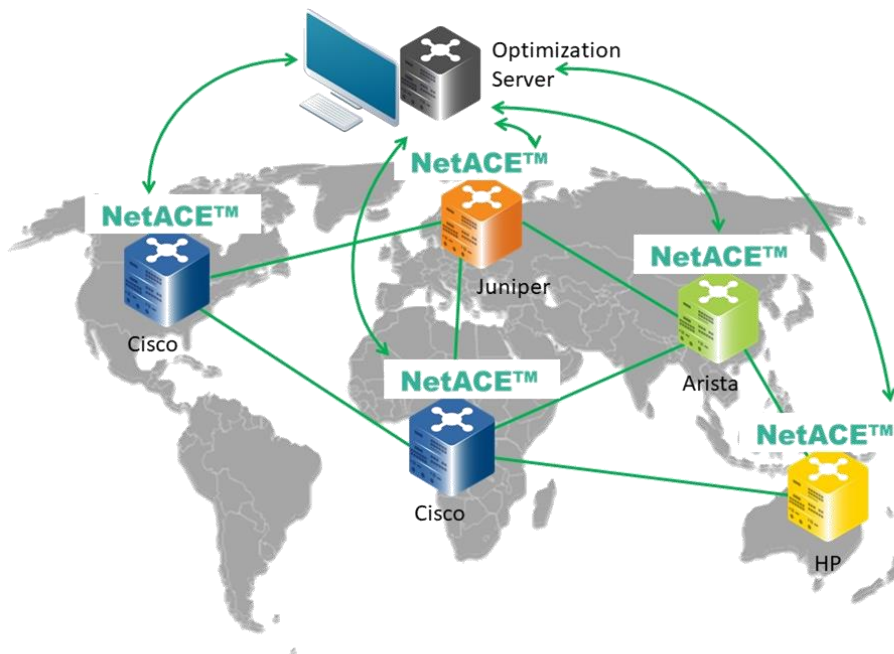 Optimization
Server
NetACE™
NetACE™
Juniper
NetACE™
Cisco
NetACE™
Arista
NetACE™
Cisco
NetACE™
HP